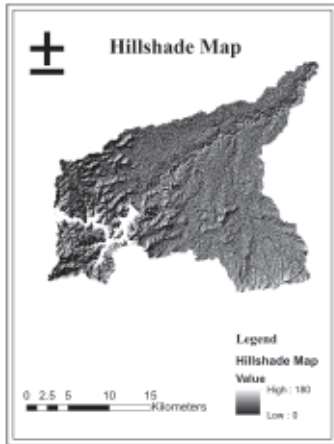 Hillshade Map
Legend
Hillshade Map
Value
High : 180
Low : 0
0 2.5 5 10 15
Kilometers